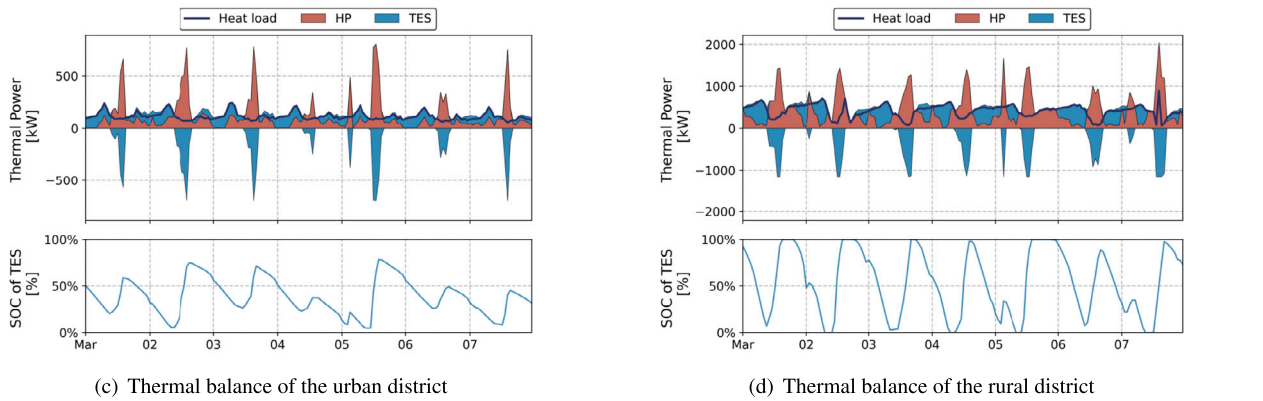 Heat load HP TES
Thermal Power
[kW]
500
0
−500
SOC of TES
[%]
100%
50%
0%
Mar 02 03 04 05 06 07
(c) Thermal balance of the urban district
Heat load HP TES
Thermal Power
[kW]
2000
1000
0
−1000
−2000
SOC of TES
[%]
100%
50%
0%
Mar 02 03 04 05 06 07
(d) Thermal balance of the rural district